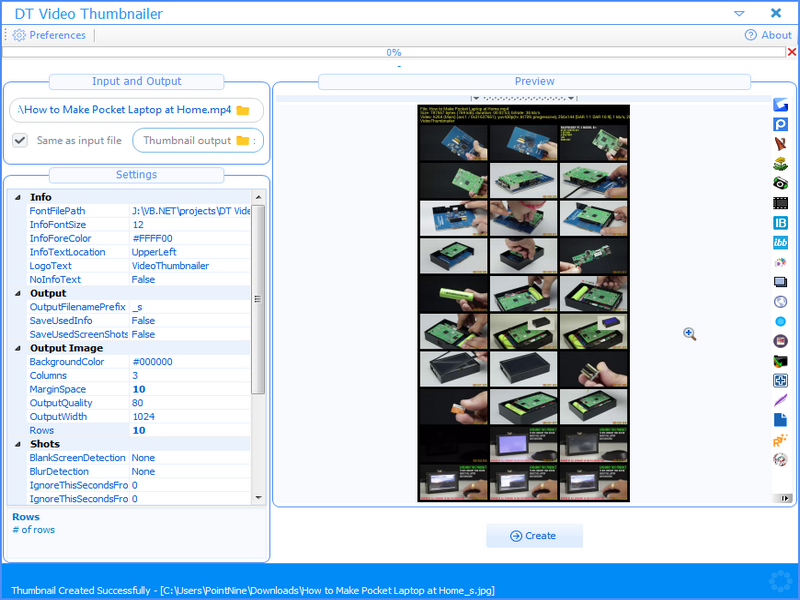 DT Video Thumbnailer
Preferences
About
0%
-
Input and Output
Preview
:\How to Make Pocket Laptop at Home.mp4
Same as input file
Thumbnail output
:
Settings
Info
FontFilePath J:\VB.NET\projects\DT Vide
InfoFontSize 12
InfoForeColor #FFFF00
InfoTextLocation UpperLeft
LogoText VideoThumbnailer
NoInfoText False
Output
OutputFilenamePrefix _s
SaveUsedInfo False
SaveUsedScreenShots False
Output Image
BackgroundColor #000000
Columns 3
MarginSpace 10
OutputQuality 80
OutputWidth 1024
Rows 10
Shots
BlankScreenDetection None
BlurDetection None
IgnoreThisSecondsFro 0
IgnoreThisSecondsFro 0
Rows
# of rows
File: How to Make Pocket Laptop at Home.mp4
VideoThumbnailer
IB
ibb
Create
Thumbnail Created Successfully - [C:\Users\PointNine\Downloads\How to Make Pocket Laptop at Home_s.jpg]